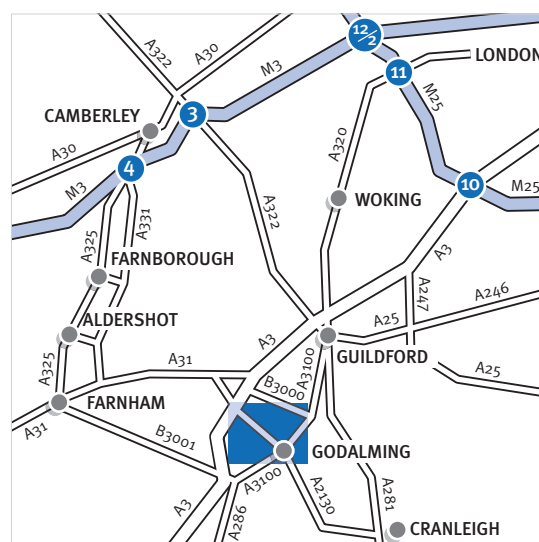 12/2
A322
A30
M3
LONDON
11
CAMBERLEY
3
M25
A320
A30
4
M3
A331
A322
WOKING
10
M25
A325
FARNBOROUGH
A3
A247
A246
ALDERSHOT
A3
A25
A31
A3100
GUILDFORD
A325
B3000
A25
FARNHAM
A31
B3001
GODALMING
A3100
A3
A286
A2130
A281
CRANLEIGH